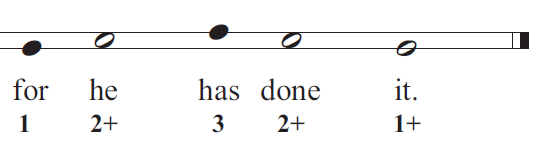 for he has done it.
1 2+ 3 2+ 1+